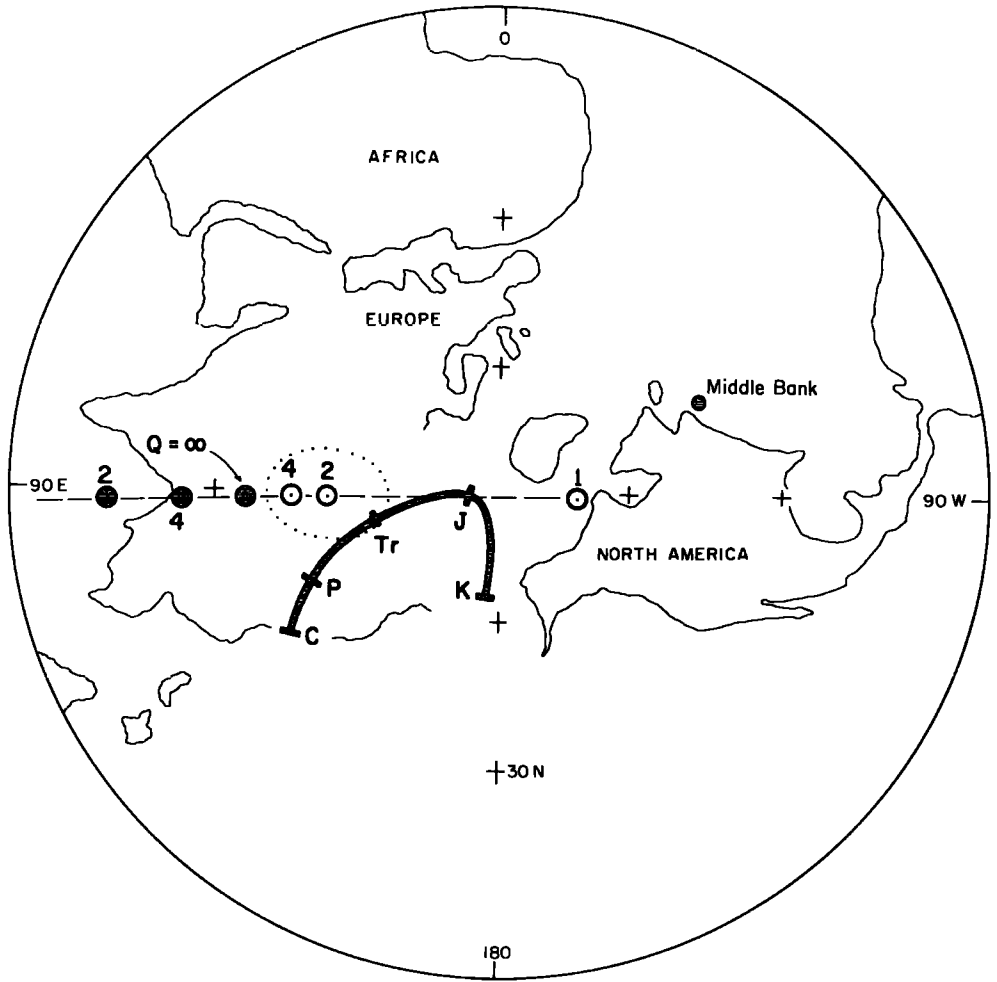 0
AFRICA
EUROPE
Middle Bank
Q = ∞
90 E
2
4
4
2
1
90 W
J
Tr
NORTH AMERICA
P
K
C
30 N
180